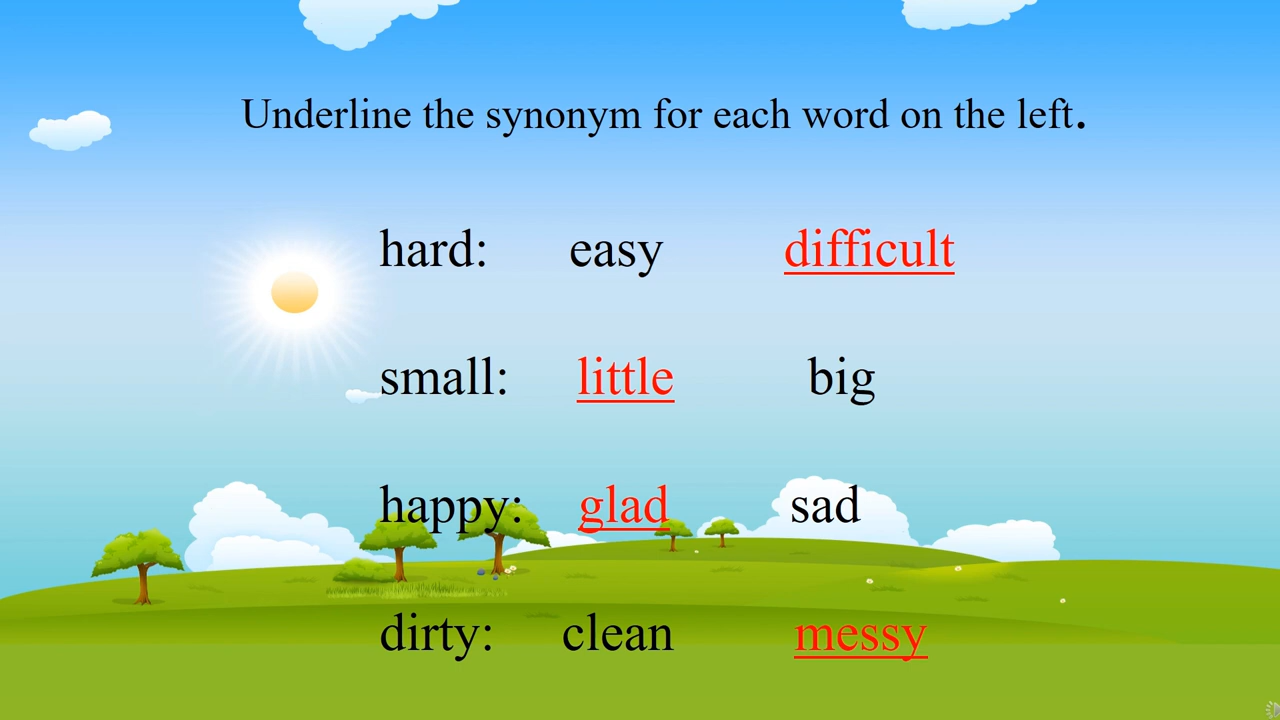 Underline the synonym for each word on the left.
hard: easy difficult
small: little big
happy: glad sad
dirty: clean messy